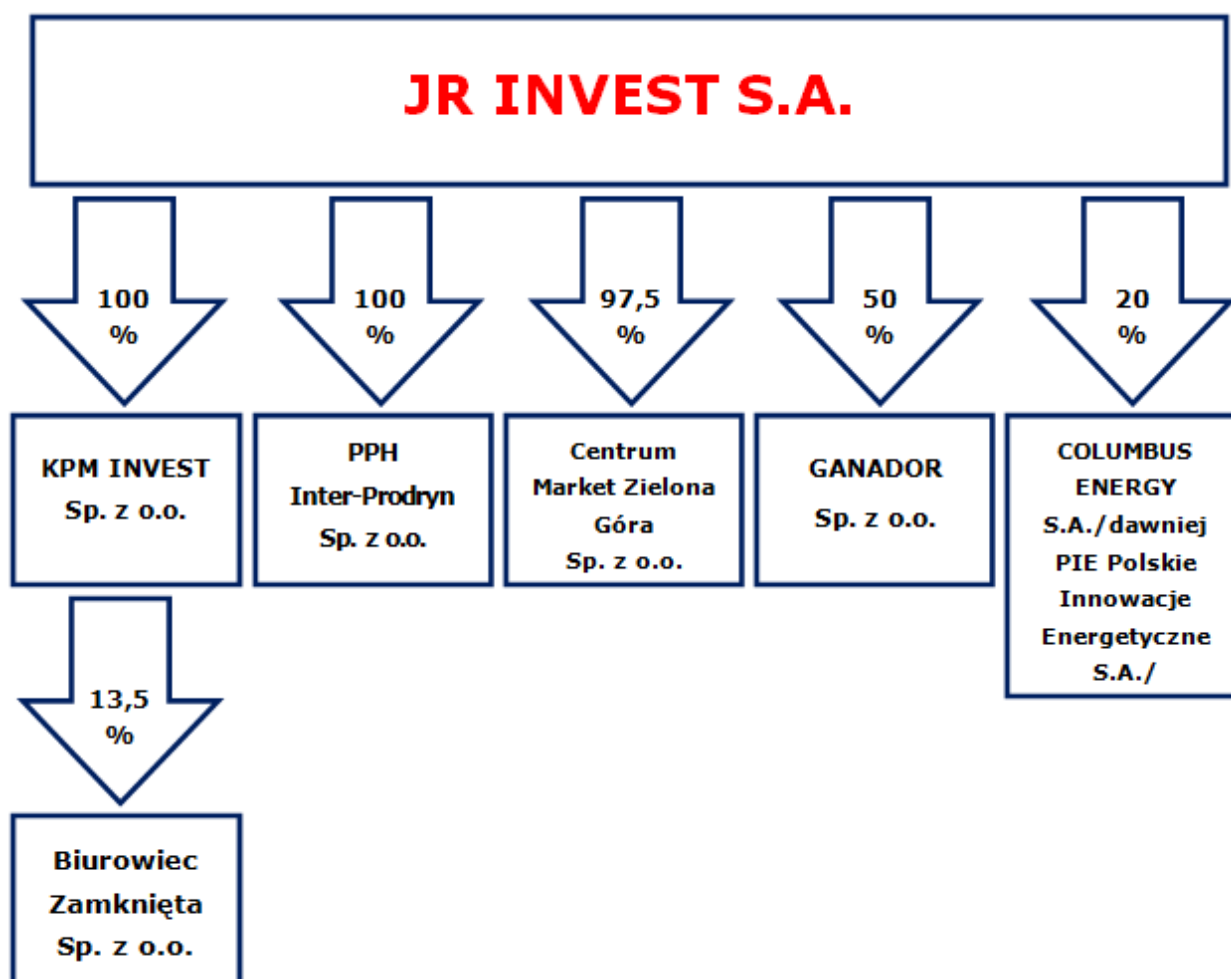 JR INVEST S.A.
100
%
100
%
97,5
%
50
%
20
%
KPM INVEST
Sp. z o.o.
PPH
Inter-Prodryn
Sp. z o.o.
Centrum
Market Zielona
Góra
Sp. z o.o.
GANADOR
Sp. z o.o.
COLUMBUS
ENERGY
S.A./dawniej
PIE Polskie
Innowacje
Energetyczne
S.A./
13,5
%
Biurowiec
Zamknięta
Sp. z o.o.